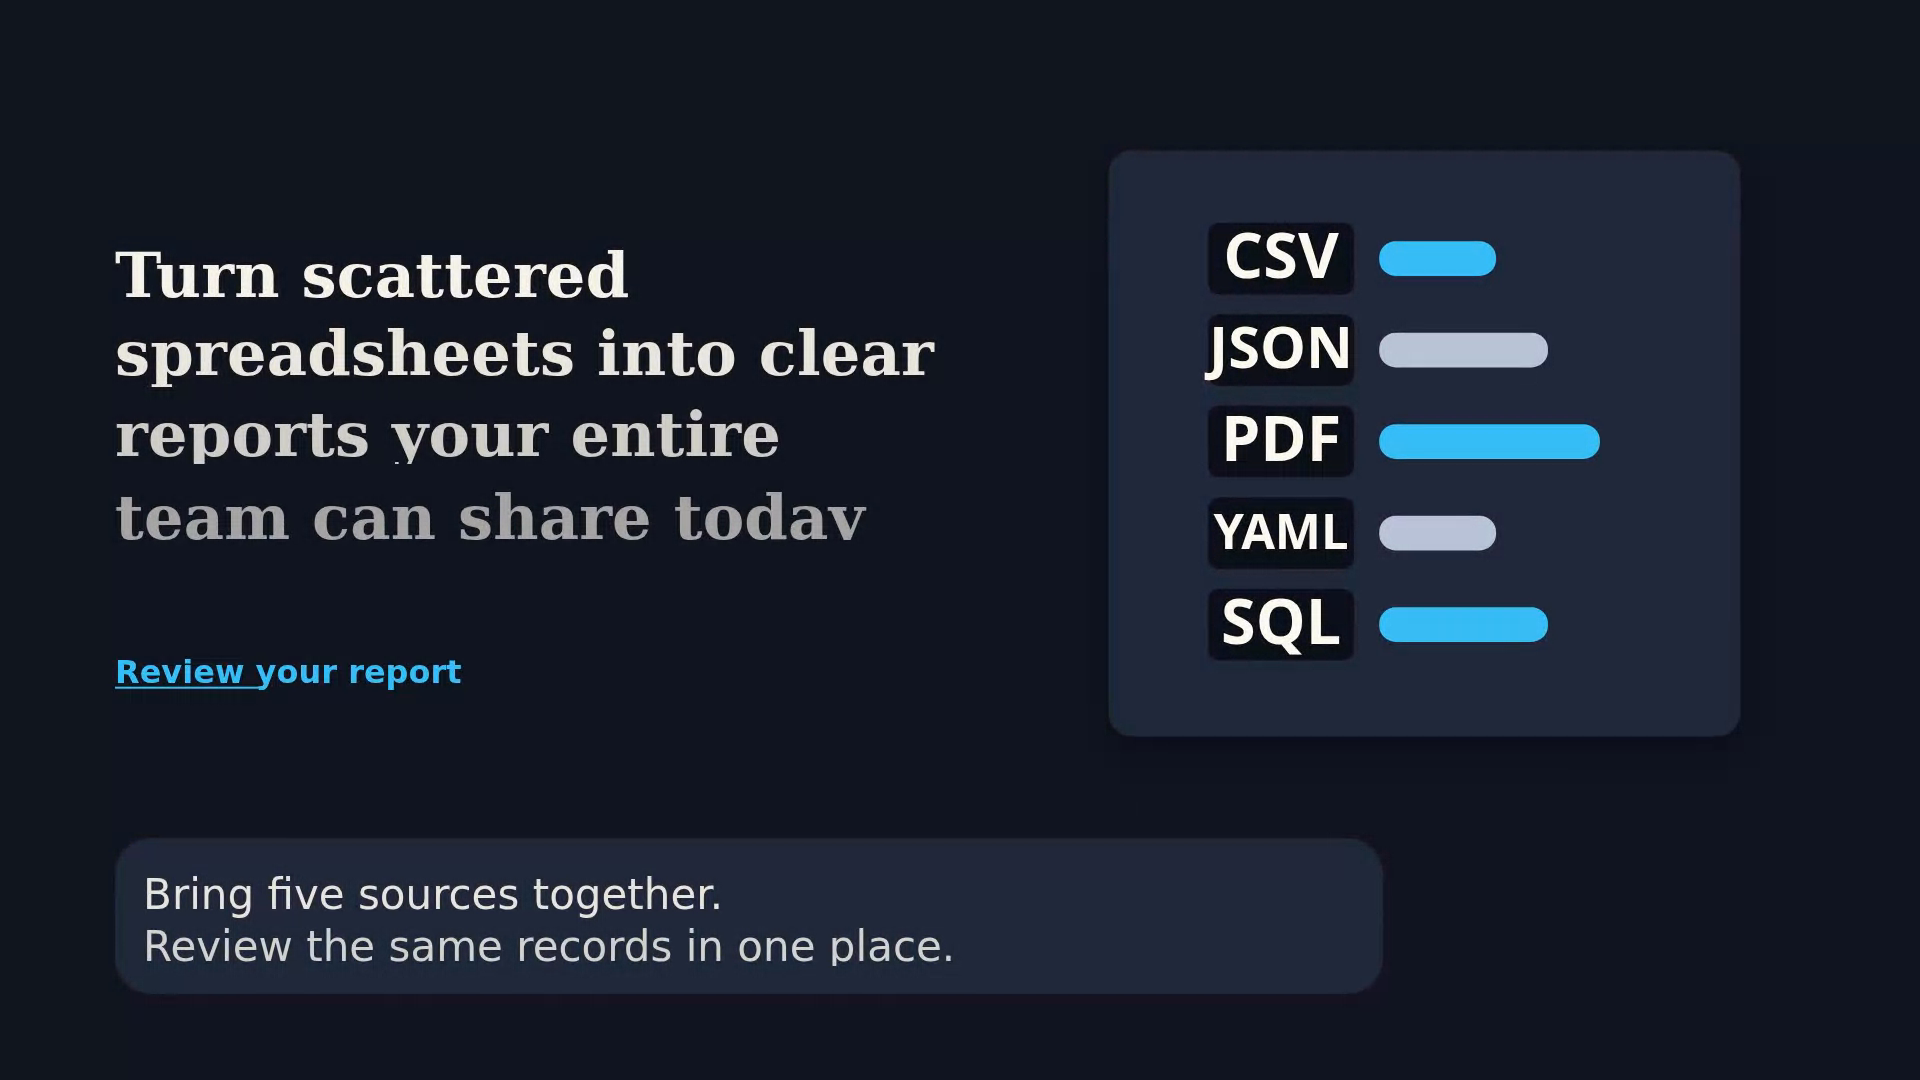 Turn scattered
spreadsheets into clear
reports your entire
team can share today
Review your report
CSV
JSON
PDF
YAML
SQL
Bring five sources together.
Review the same records in one place.